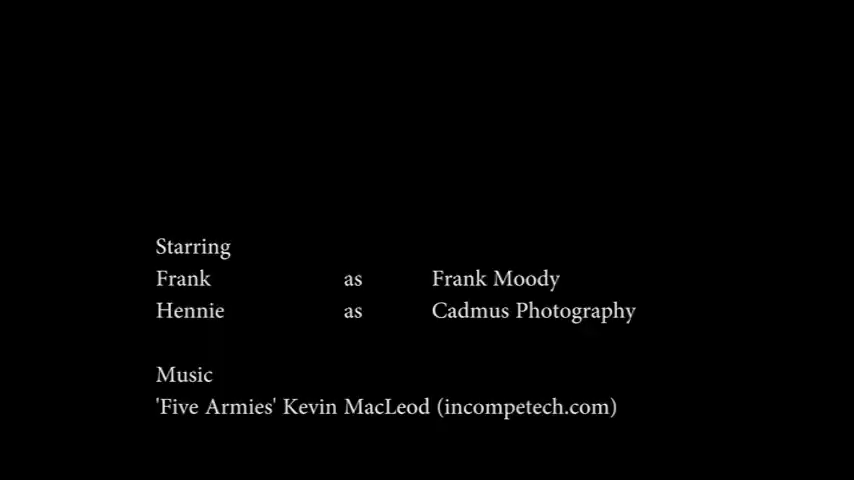 Starring
Frank as Frank Moody
Hennie as Cadmus Photography
Music
'Five Armies' Kevin MacLeod (incompetech.com)